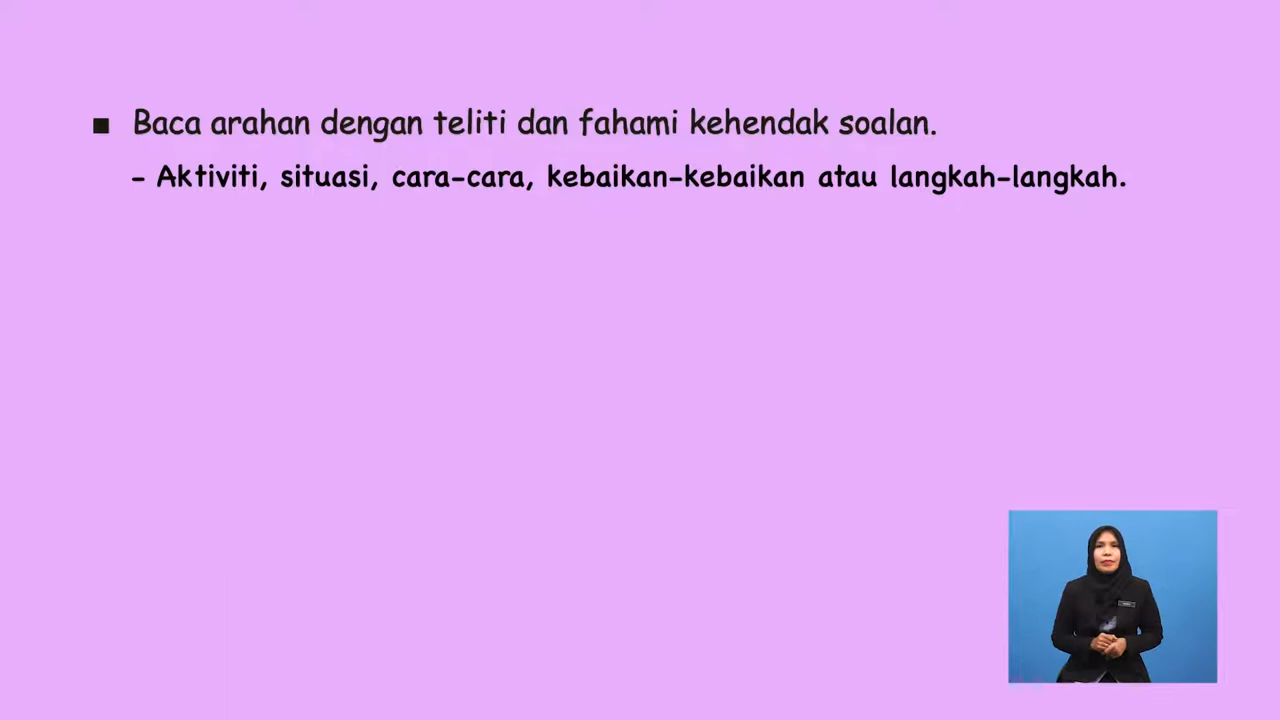 ▪ Baca arahan dengan teliti dan fahami kehendak soalan.
- Aktiviti, situasi, cara-cara, kebaikan-kebaikan atau langkah-langkah.